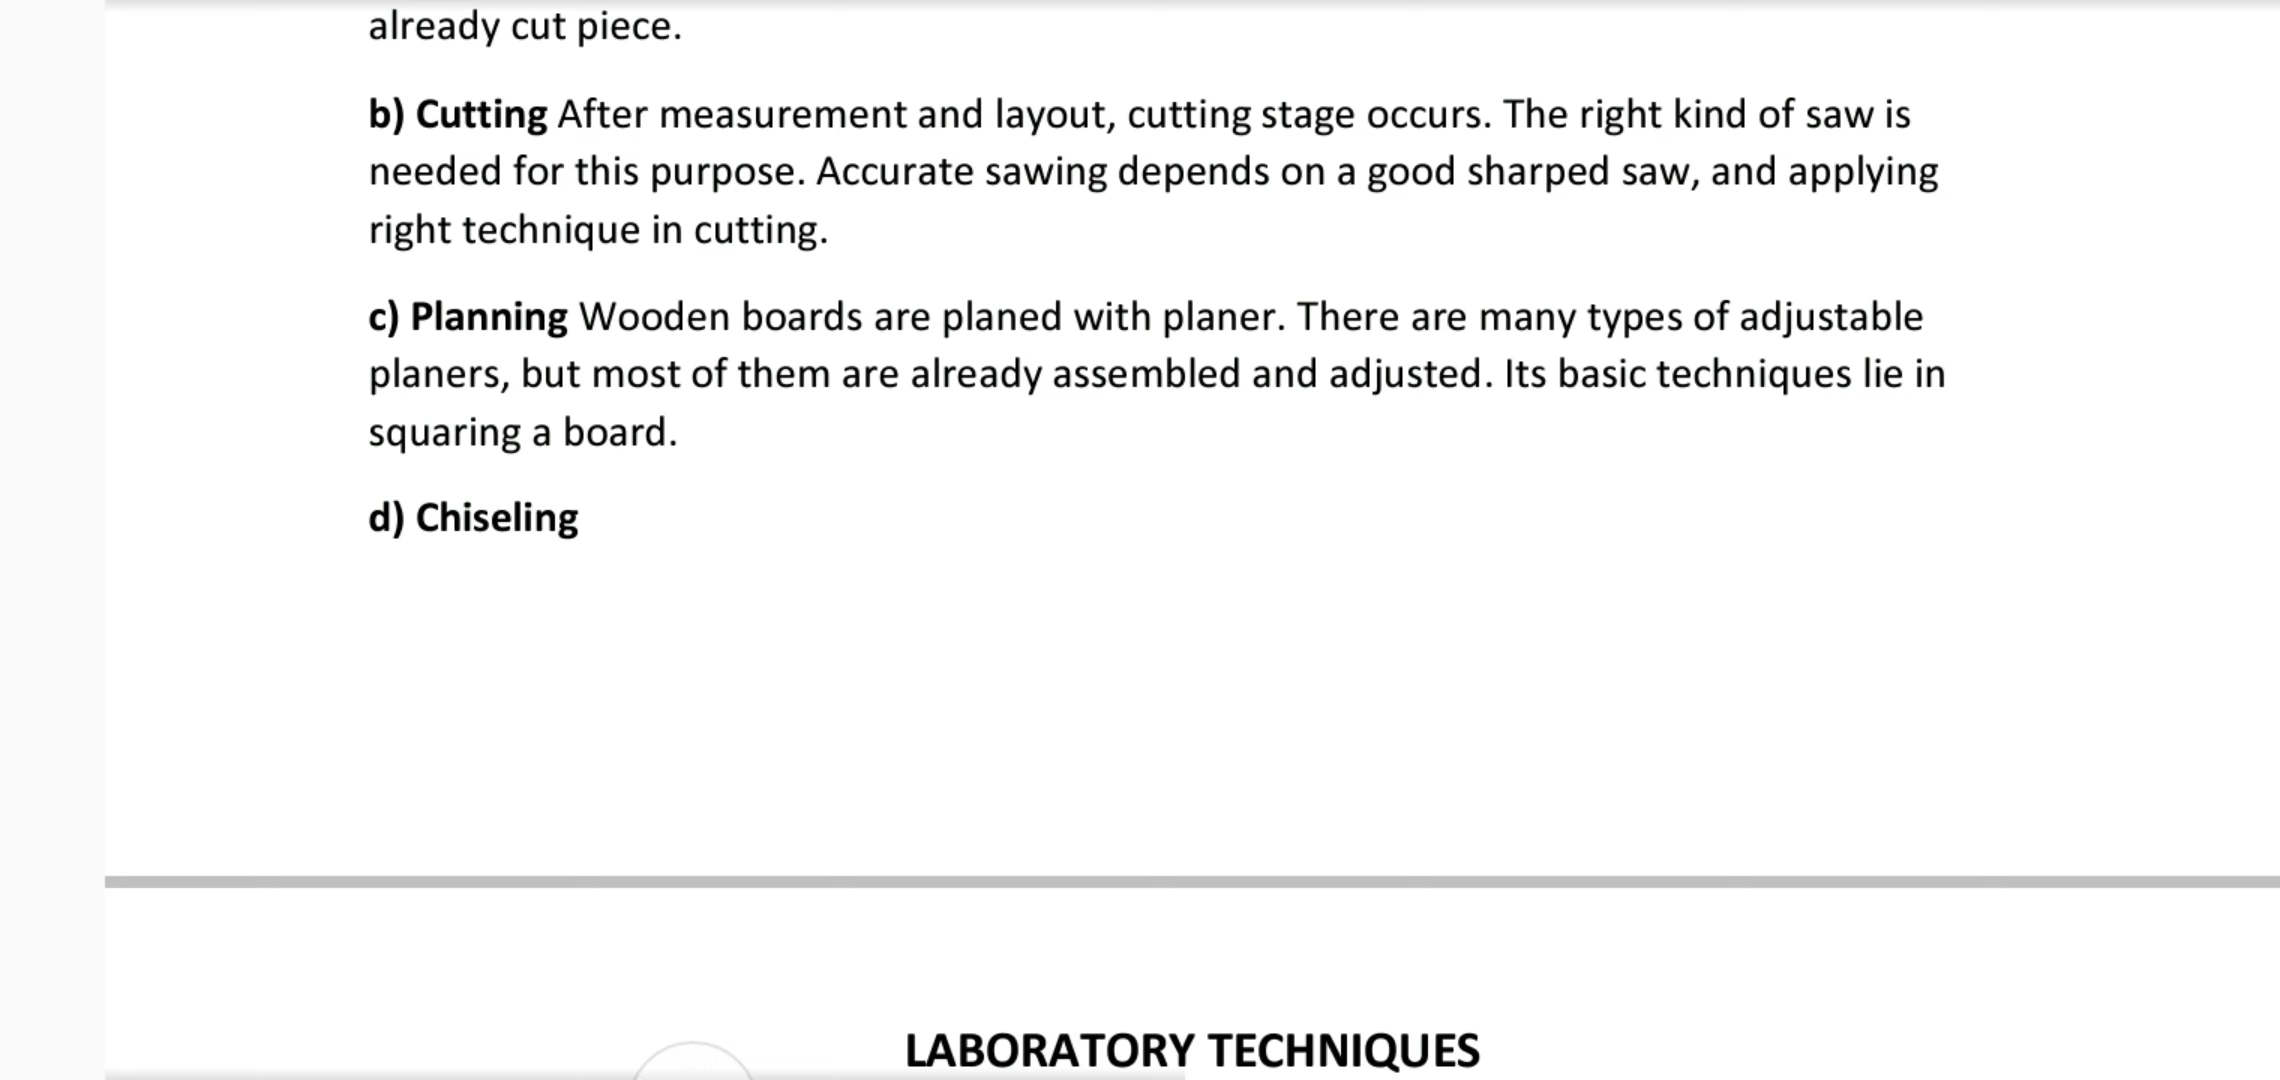 already cut piece.
b) Cutting After measurement and layout, cutting stage occurs. The right kind of saw is
needed for this purpose. Accurate sawing depends on a good sharped saw, and applying
right technique in cutting.
c) Planning Wooden boards are planed with planer. There are many types of adjustable
planers, but most of them are already assembled and adjusted. Its basic techniques lie in
squaring a board.
d) Chiseling
LABORATORY TECHNIQUES